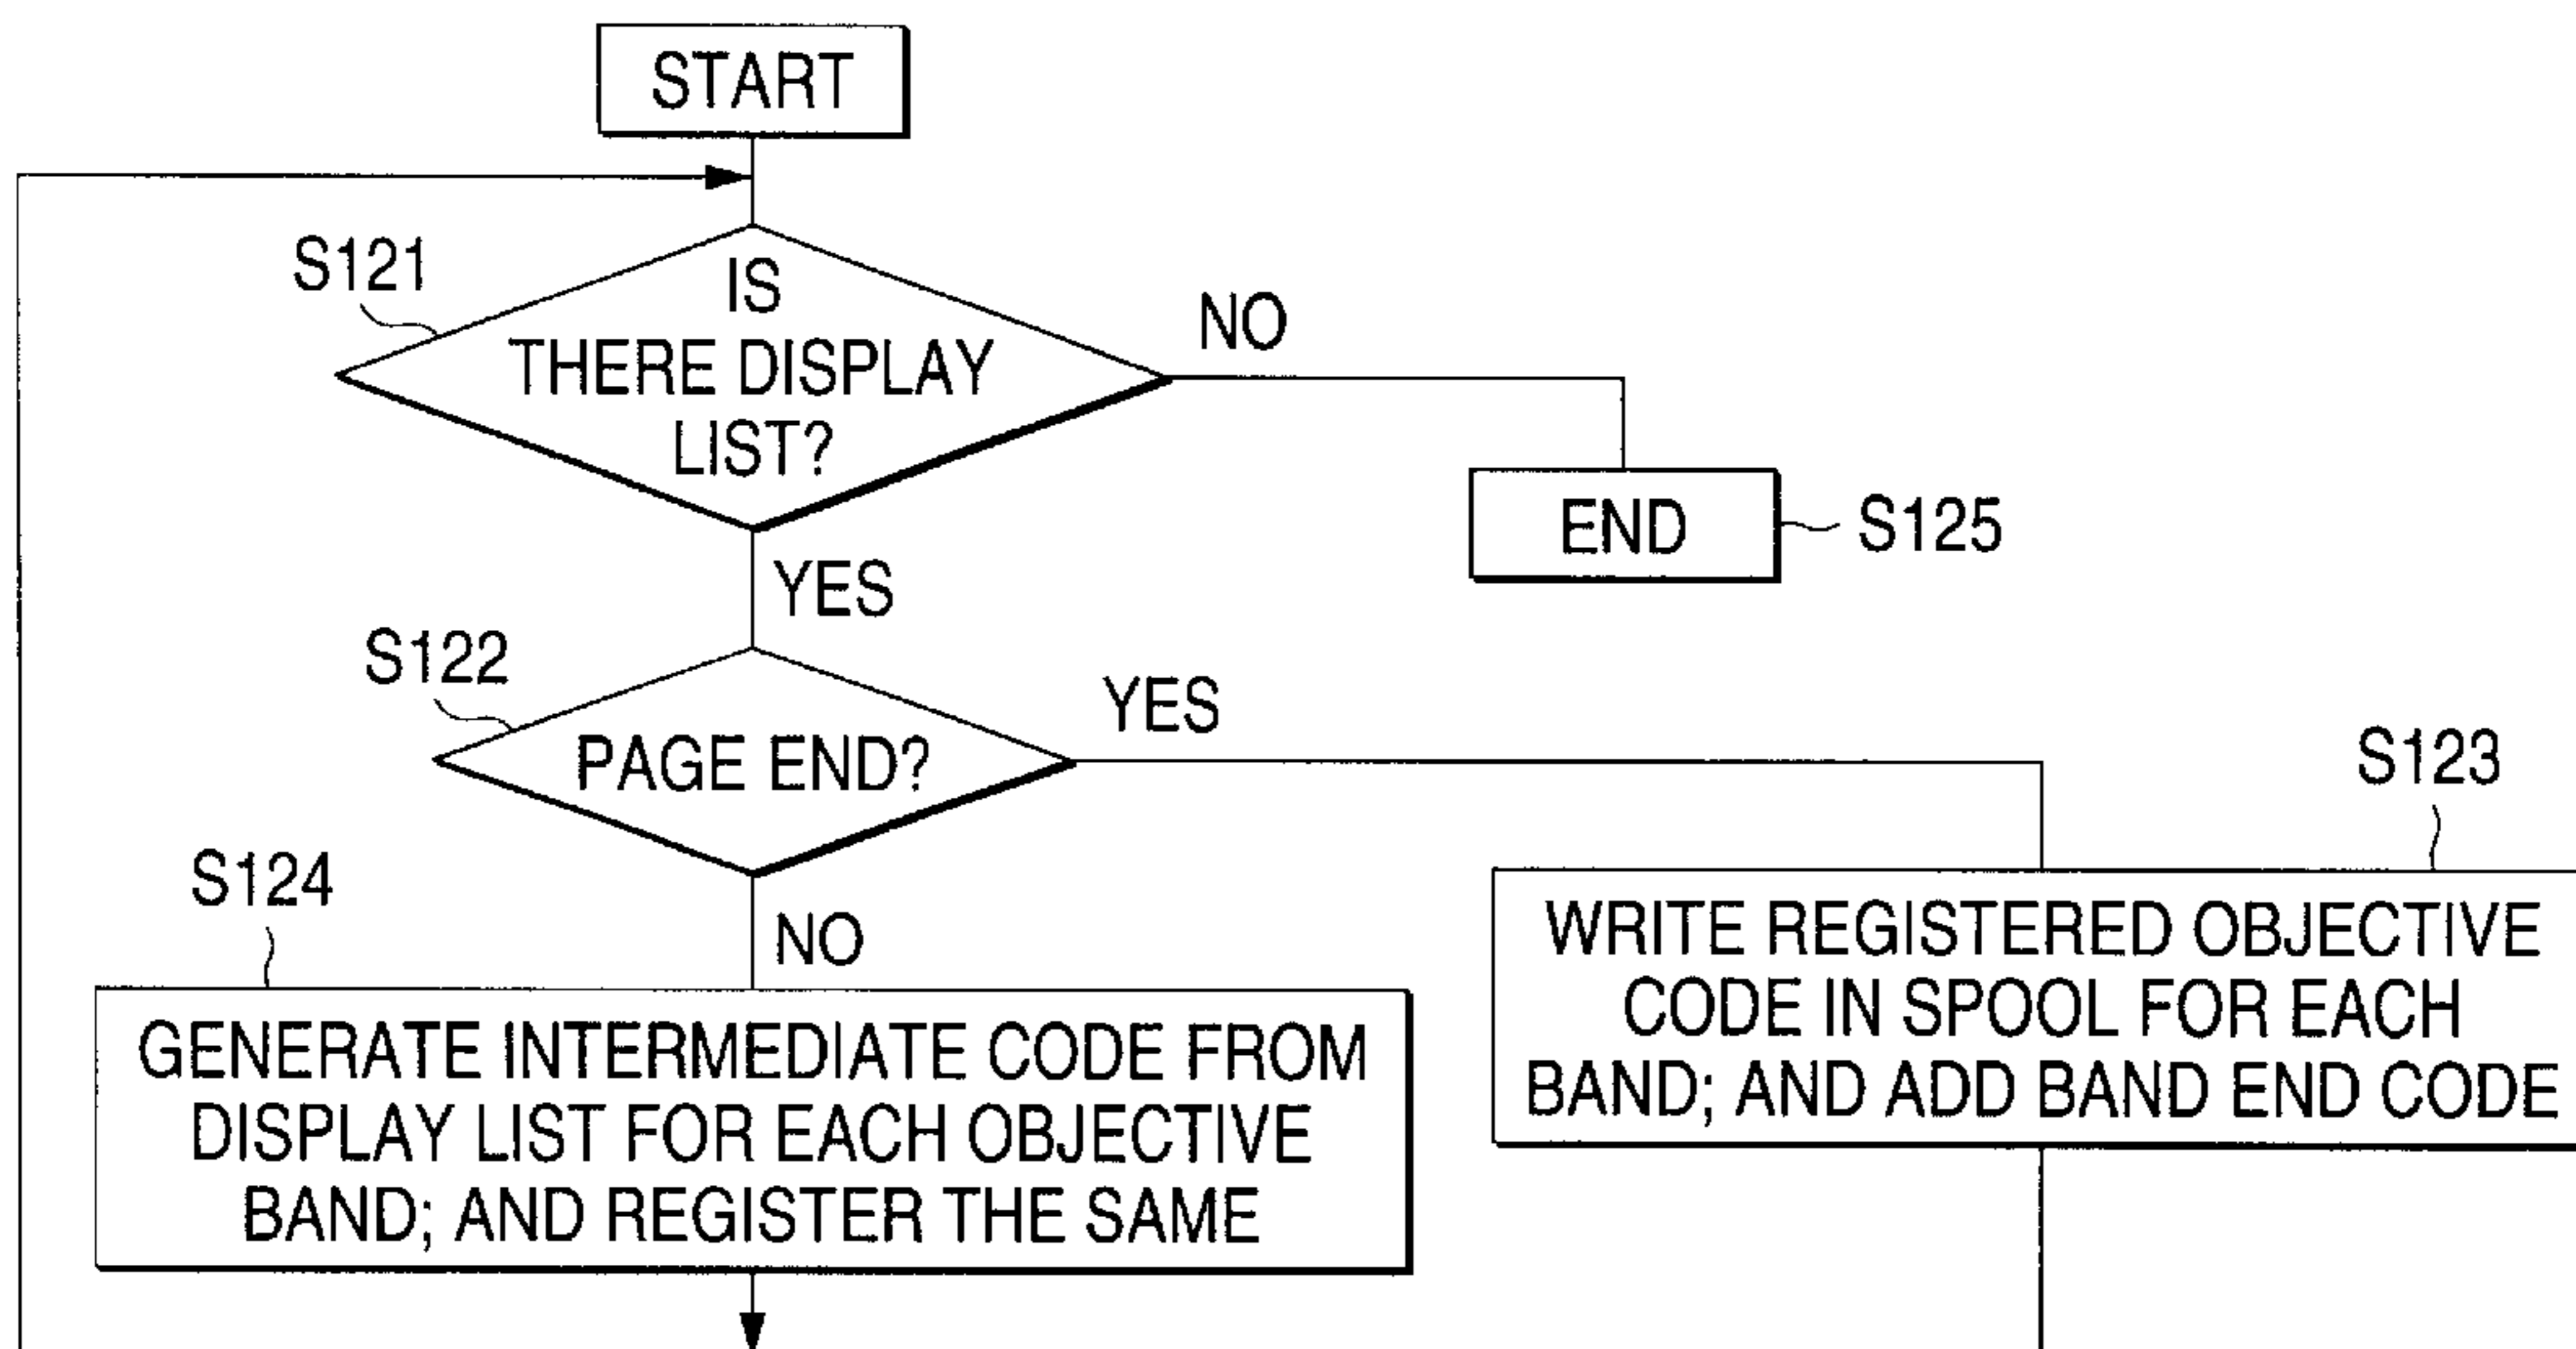 START
S121
IS
THERE DISPLAY
LIST?
NO
END
S125
YES
S122
PAGE END?
YES
S123
WRITE REGISTERED OBJECTIVE
CODE IN SPOOL FOR EACH
BAND; AND ADD BAND END CODE
S124
NO
GENERATE INTERMEDIATE CODE FROM
DISPLAY LIST FOR EACH OBJECTIVE
BAND; AND REGISTER THE SAME